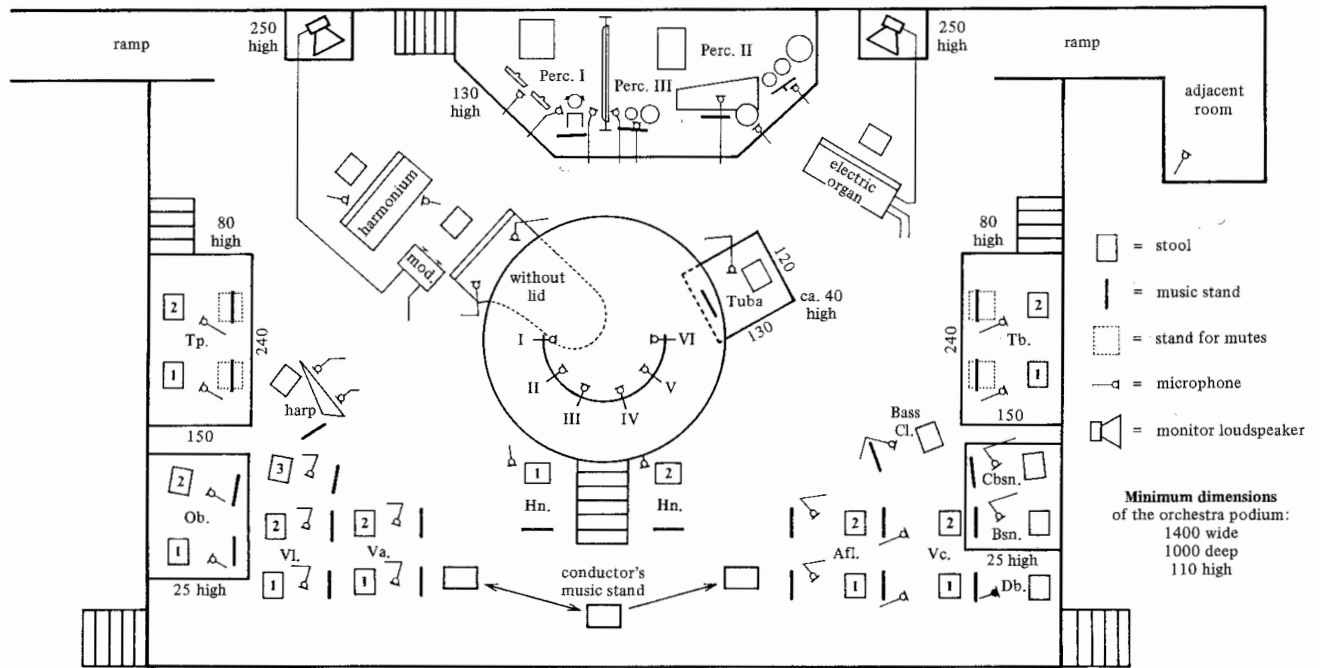 250
high
ramp
Perc. I
Perc. II
Perc. III
130
high
250
high
ramp
adjacent
room
harmonium
mod.
without
lid
electric
organ
Tuba
120
130
ca. 40
high
80
high
2
Tp.
1
240
150
harp
I
II
III
IV
V
VI
80
high
2
Tb.
1
240
150
Bass
Cl.
2
Ob.
1
25 high
3
2
Vl.
1
2
Va.
1
1
Hn.
2
Hn.
2
Afl.
1
2
Vc.
1
Cbsn.
Bsn.
25 high
Db.
conductor's
music stand
= stool
= music stand
= stand for mutes
= microphone
= monitor loudspeaker
Minimum dimensions
of the orchestra podium:
1400 wide
1000 deep
110 high